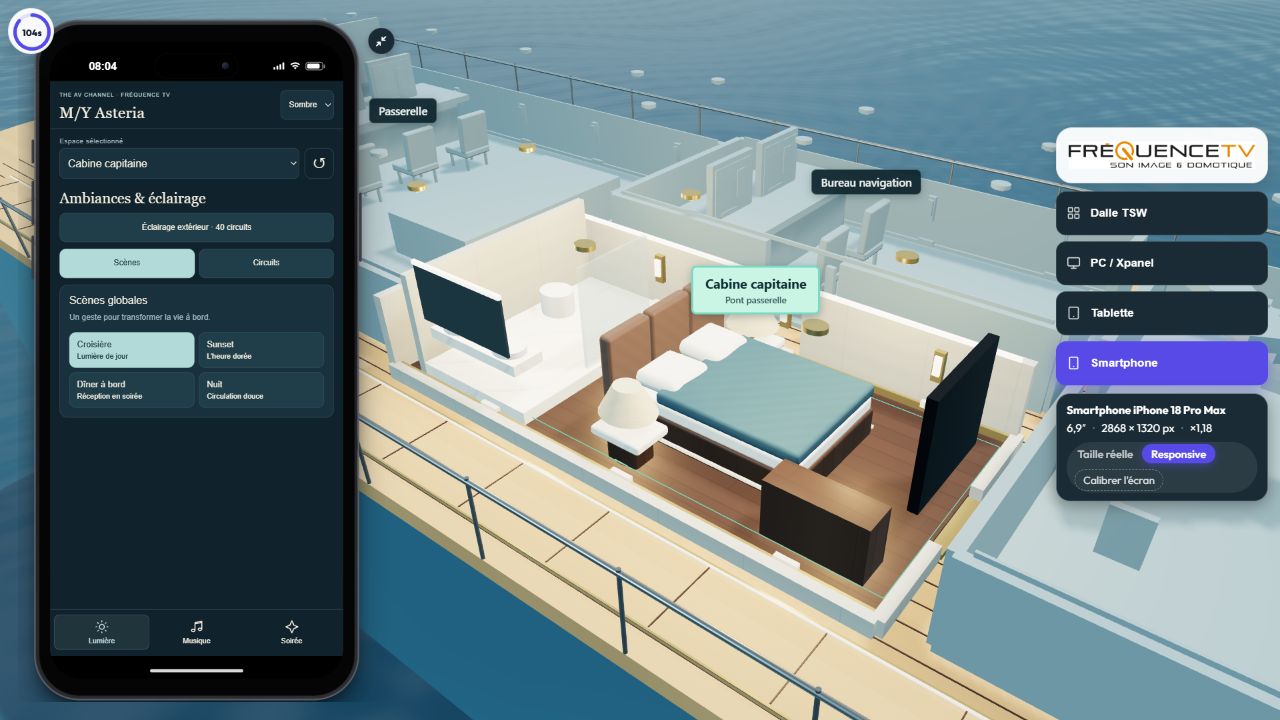 104s
08:04
THE AV CHANNEL · FRÉQUENCE TV
M/Y Asteria
Sombre
Espace sélectionné
Cabine capitaine
Ambiances & éclairage
Éclairage extérieur · 40 circuits
Scènes
Circuits
Scènes globales
Un geste pour transformer la vie à bord.
Croisière
Lumière de jour
Sunset
L'heure dorée
Dîner à bord
Réception en soirée
Nuit
Circulation douce
Lumière
Musique
Soirée
Passerelle
Bureau navigation
Cabine capitaine
Pont passerelle
FRÉQUENCETV
SON IMAGE & DOMOTIQUE
Dalle TSW
PC / Xpanel
Tablette
Smartphone
Smartphone iPhone 18 Pro Max
6,9″ · 2868 × 1320 px · ×1,18
Taille réelle
Responsive
Calibrer l'écran